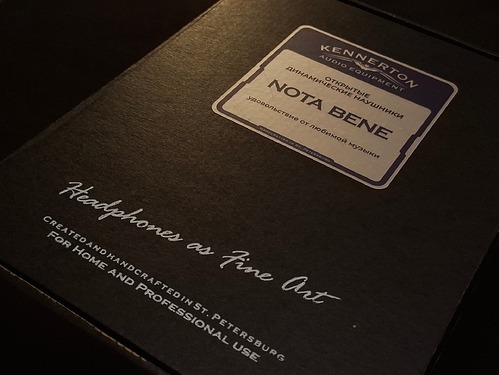 KENNERTON
AUDIO EQUIPMENT
ОТКРЫТЫЕ
ДИНАМИЧЕСКИЕ НАУШНИКИ
NOTA BENE
удовольствие от любимой музыки
Headphones as Fine Art
CREATED AND HANDCRAFTED IN ST. PETERSBURG
FOR HOME AND PROFESSIONAL USE